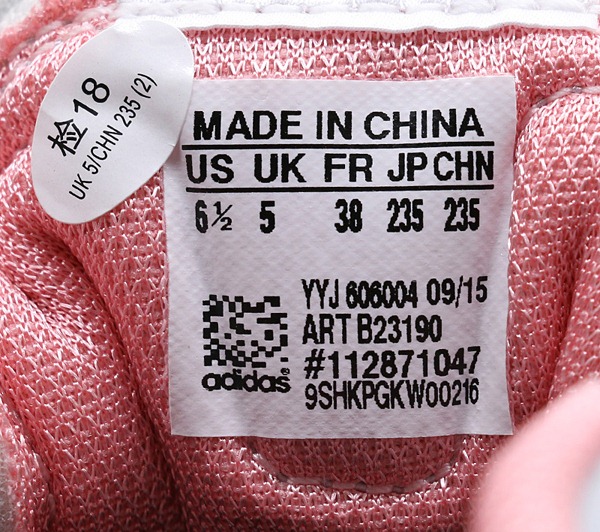 检18
UK 5/CHN 235 (2)
MADE IN CHINA
US UK FR JP CHN
6½ 5 38 235 235
YYJ 606004 09/15
ART B23190
#112871047
9SHKPGKW00216
adidas®